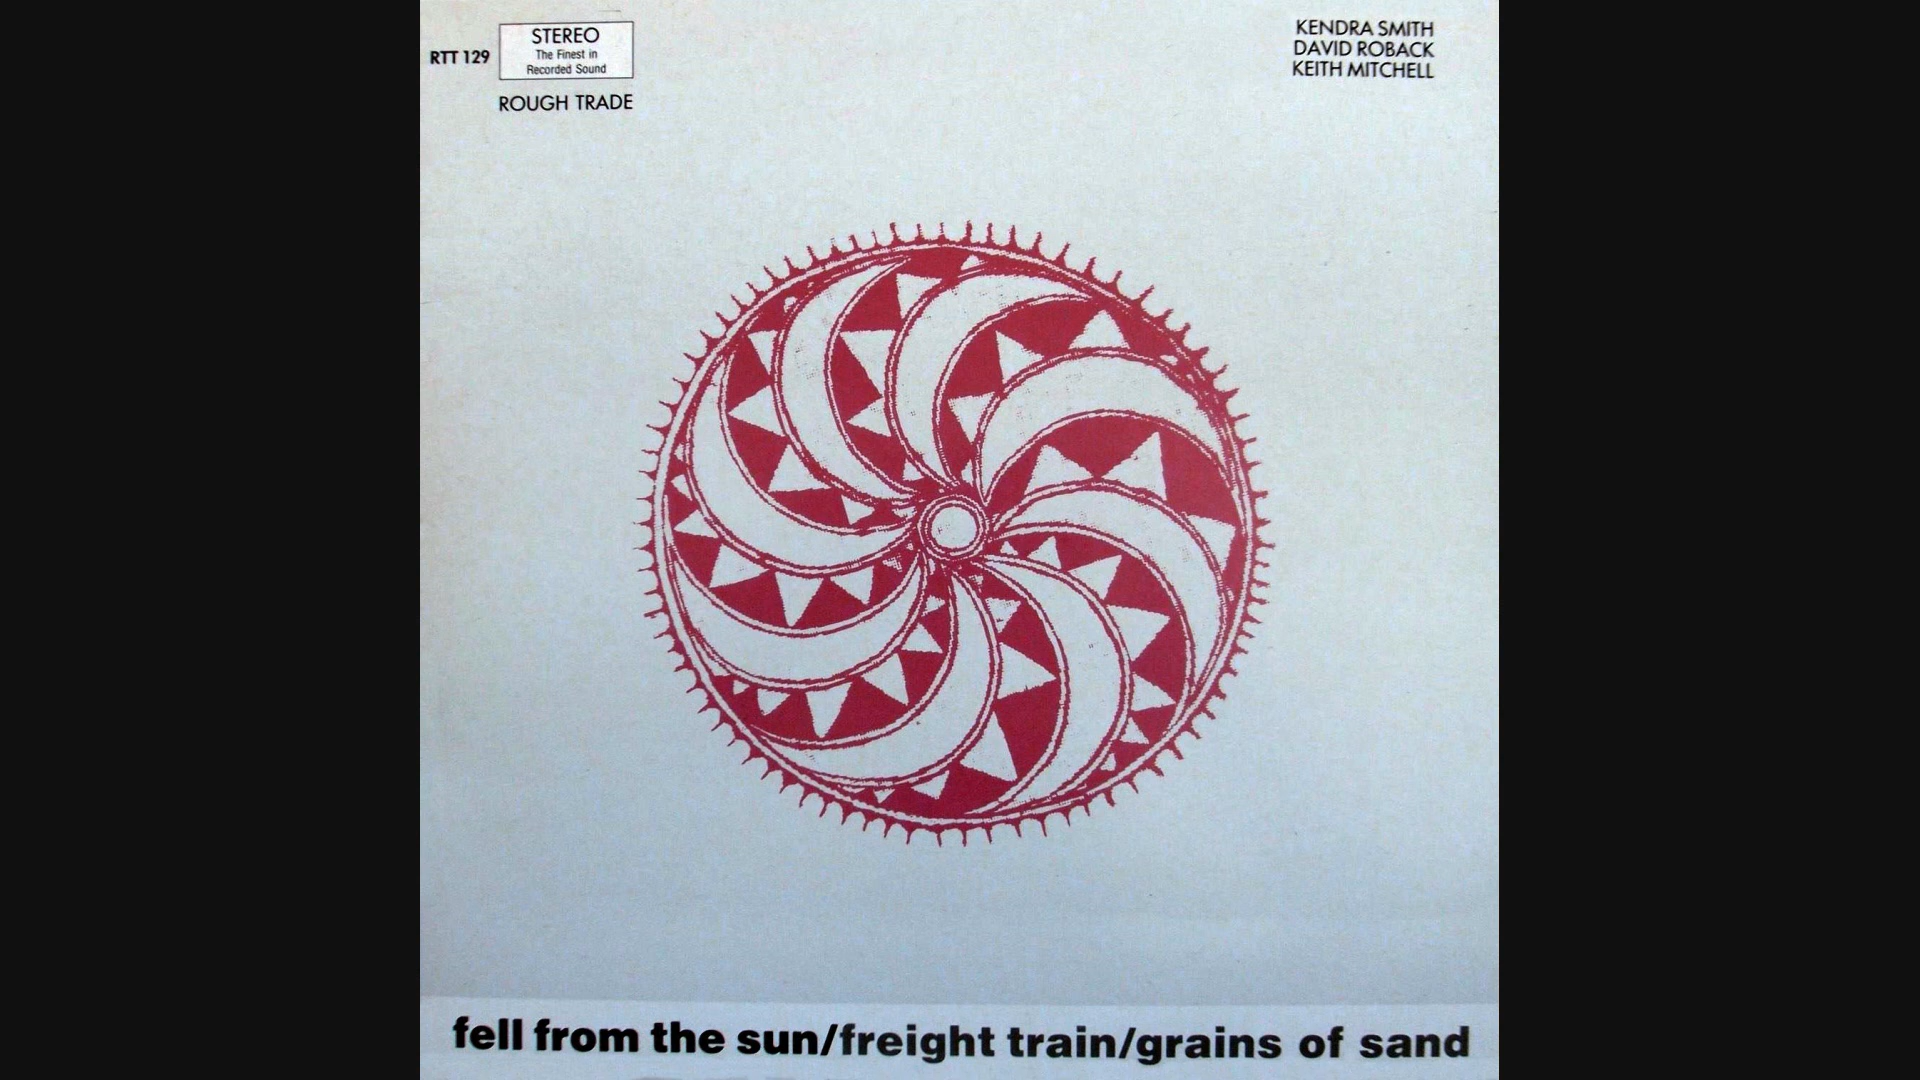 RTT 129
STEREO
The Finest in
Recorded Sound
ROUGH TRADE
KENDRA SMITH
DAVID ROBACK
KEITH MITCHELL
fell from the sun/freight train/grains of sand